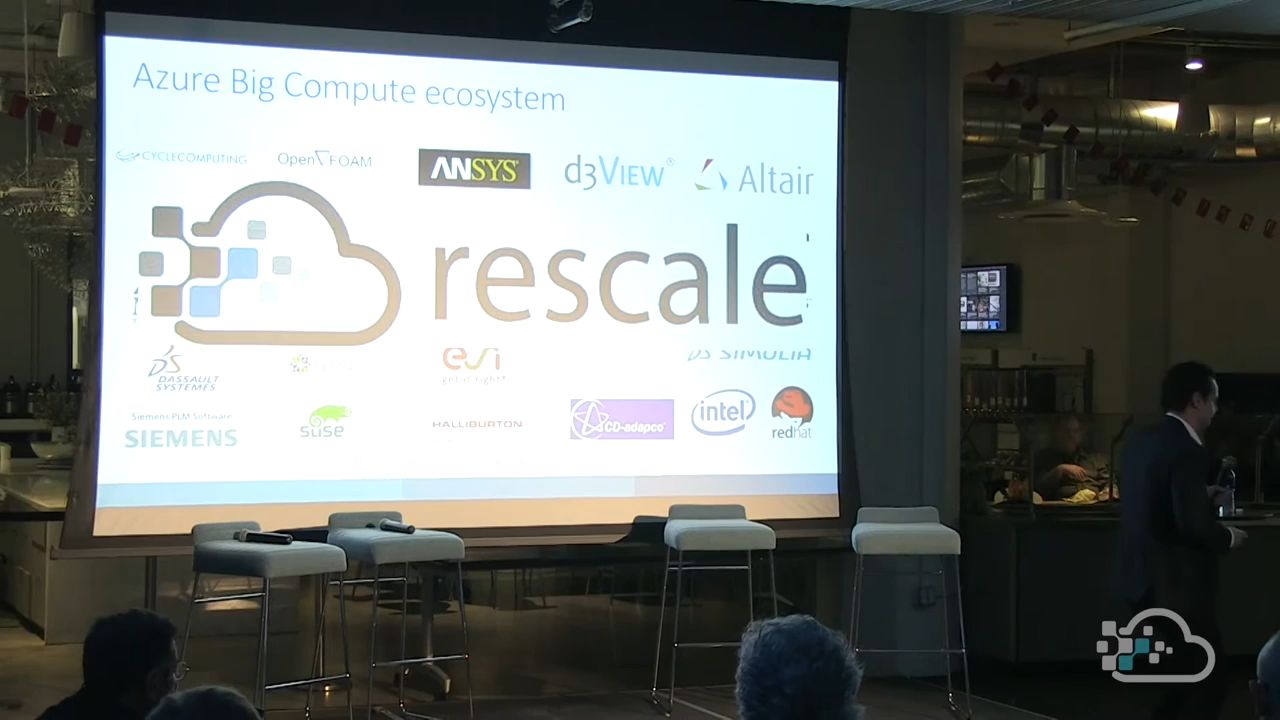 Azure Big Compute ecosystem
CYCLECOMPUTING
OpenFOAM
ANSYS
d3VIEW®
Altair
rescale
DASSAULT
SYSTEMES
esi
get it right®
DS SIMULIA
Siemens PLM Software
SIEMENS
SUSE
HALLIBURTON
CD-adapco
intel
redhat